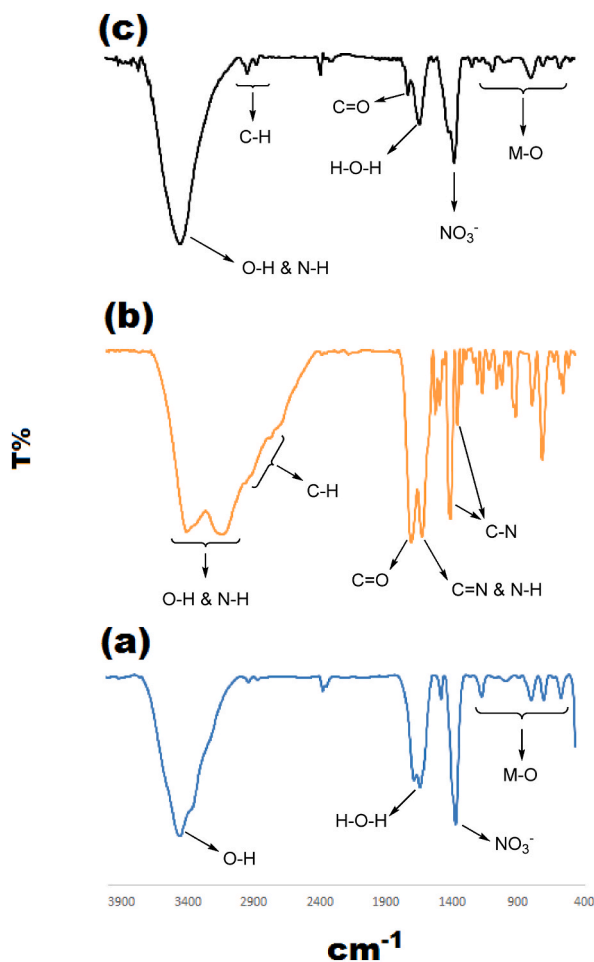 (c)
C-H
C=O
H-O-H
M-O
NO₃⁻
O-H & N-H
(b)
T%
C-H
C-N
O-H & N-H
C=O
C=N & N-H
(a)
M-O
H-O-H
O-H
NO₃⁻
3900 3400 2900 2400 1900 1400 900 400
cm⁻¹